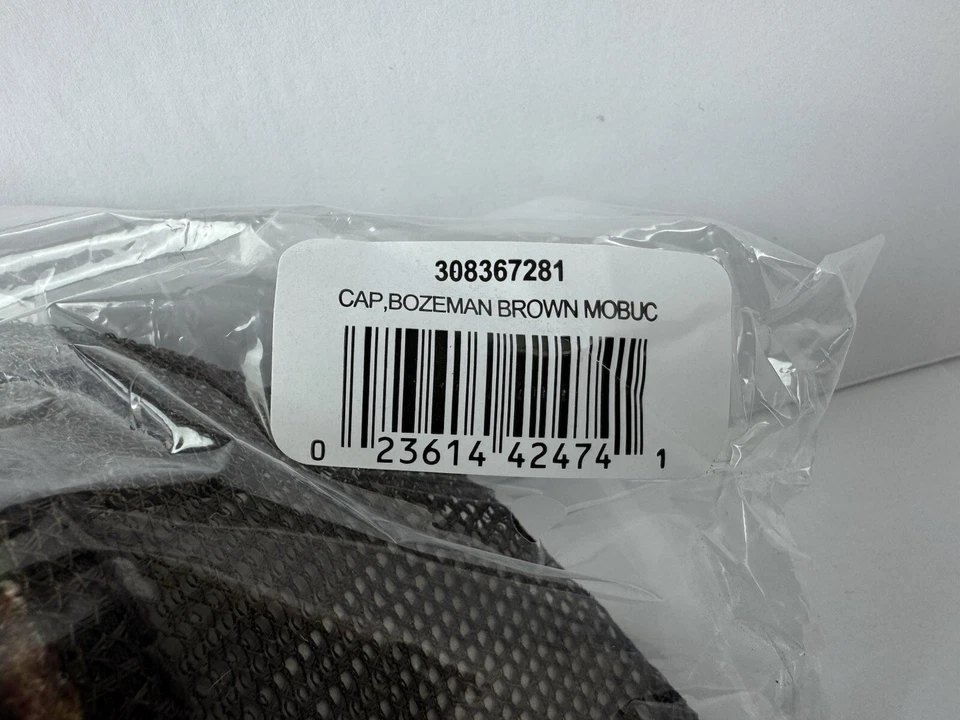 308367281
CAP,BOZEMAN BROWN MOBUC
0 23614 42474 1